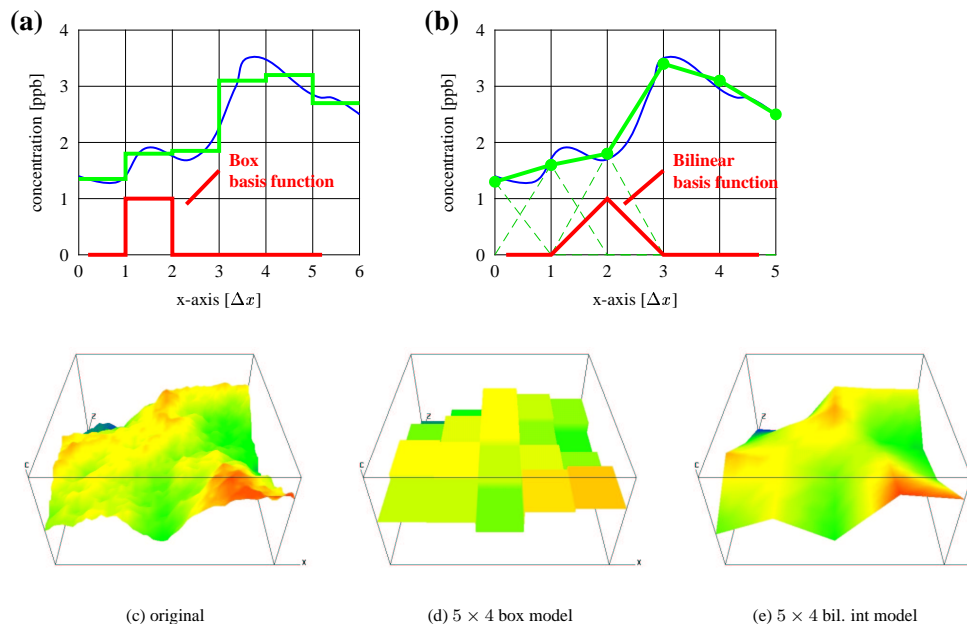 (a)
concentration [ppb]
4
3
2
1
0
Box
basis function
0 1 2 3 4 5 6
x-axis [Δx]
(b)
concentration [ppb]
4
3
2
1
0
Bilinear
basis function
0 1 2 3 4 5
x-axis [Δx]
C
Z
X
C
Z
X
C
Z
X
(c) original
(d) 5 × 4 box model
(e) 5 × 4 bil. int model